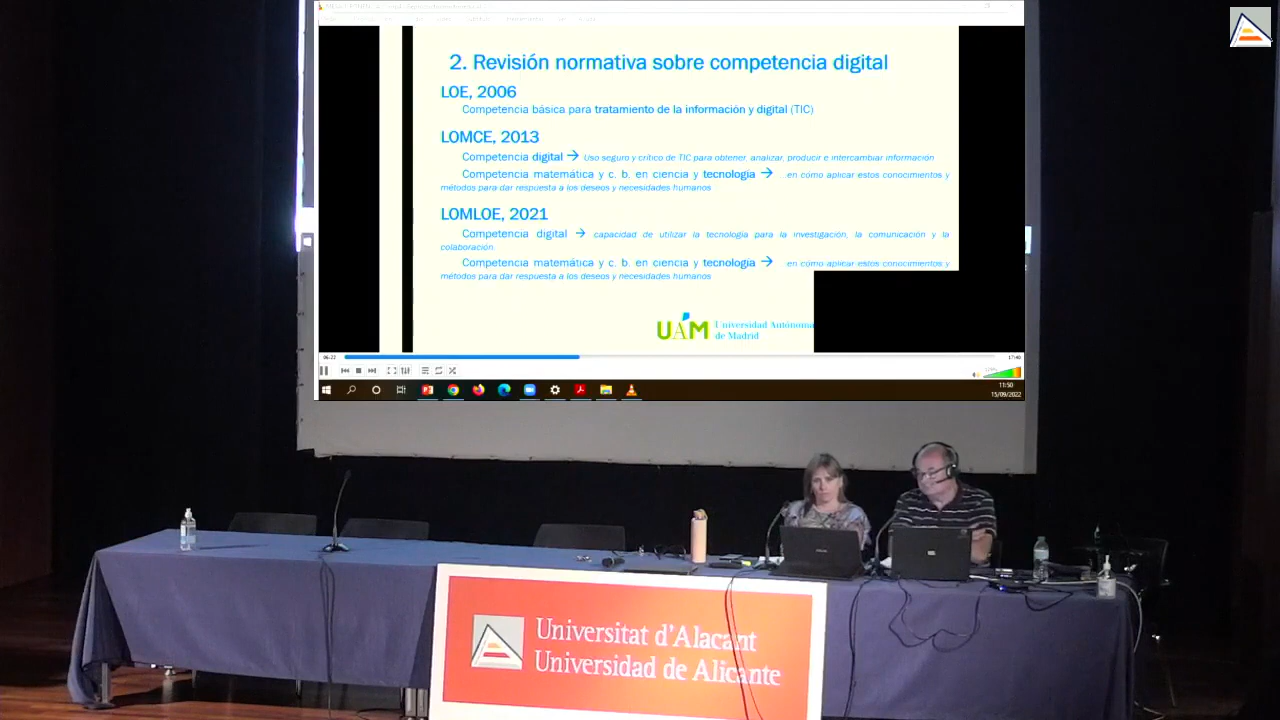 2. Revisión normativa sobre competencia digital
LOE, 2006
Competencia básica para tratamiento de la información y digital (TIC)
LOMCE, 2013
Competencia digital → Uso seguro y crítico de TIC para obtener, analizar, producir e intercambiar información
Competencia matemática y c. b. en ciencia y tecnología → ...en cómo aplicar estos conocimientos y
métodos para dar respuesta a los deseos y necesidades humanos
LOMLOE, 2021
Competencia digital → capacidad de utilizar la tecnología para la investigación, la comunicación y la
colaboración
Competencia matemática y c. b. en ciencia y tecnología → ...en cómo aplicar estos conocimientos y
métodos para dar respuesta a los deseos y necesidades humanos
UAM Universidad Autónoma
de Madrid
06:22
17:40
11:50
15/09/2022
Universitat d'Alacant
Universidad de Alicante